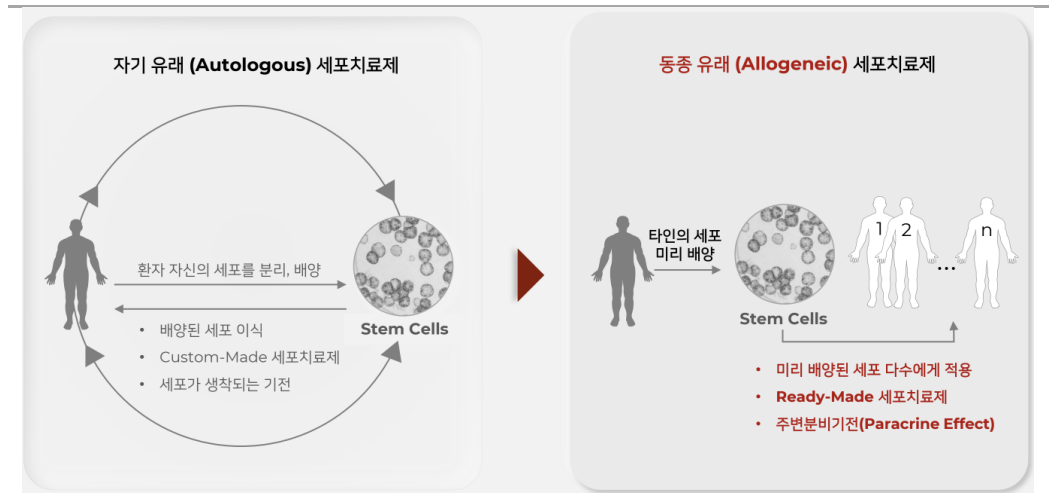 자기 유래 (Autologous) 세포치료제
환자 자신의 세포를 분리, 배양
Stem Cells
• 배양된 세포 이식
• Custom-Made 세포치료제
• 세포가 생착되는 기전
동종 유래 (Allogeneic) 세포치료제
타인의 세포
미리 배양
Stem Cells
1 2 ... n
• 미리 배양된 세포 다수에게 적용
• Ready-Made 세포치료제
• 주변분비기전(Paracrine Effect)